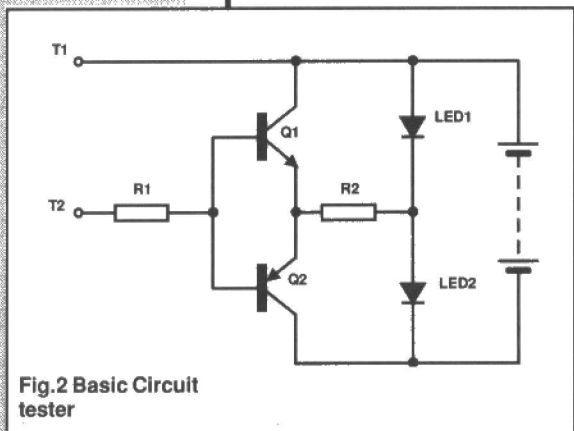 T1
Q1
LED1
R1
R2
T2
Q2
LED2
Fig.2 Basic Circuit
tester